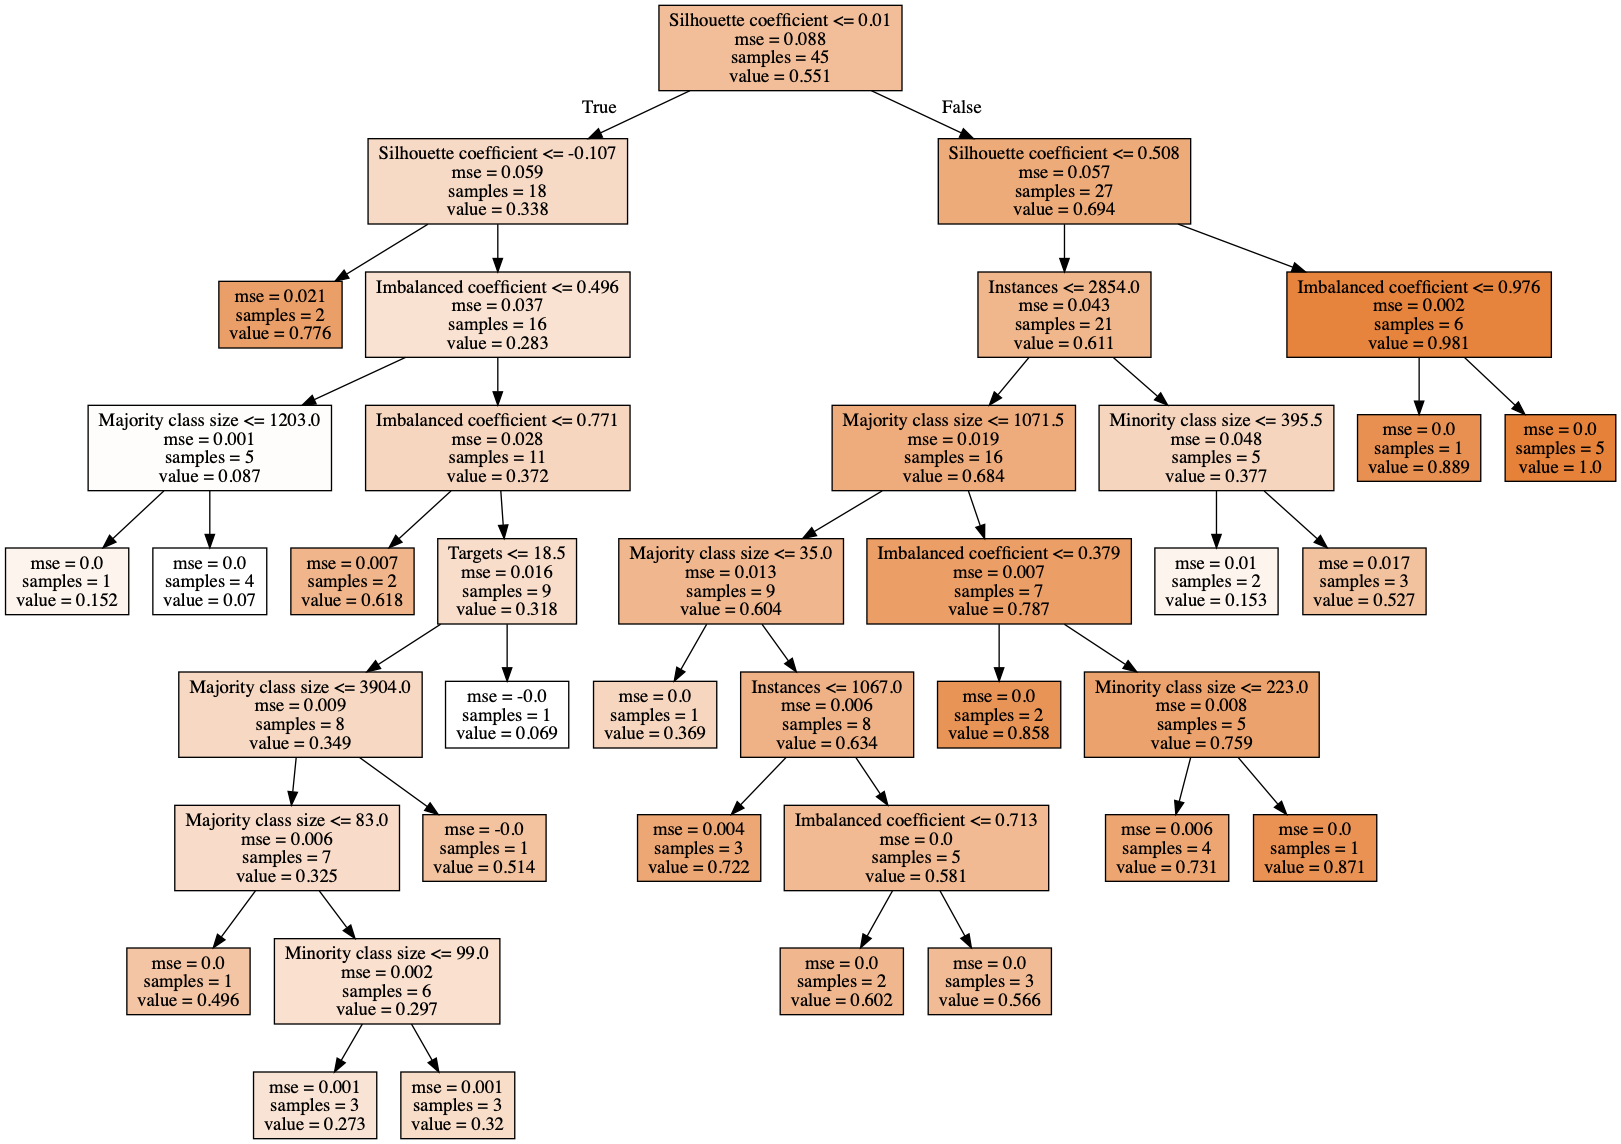 Silhouette coefficient <= 0.01
mse = 0.088
samples = 45
value = 0.551
True
False
Silhouette coefficient <= -0.107
mse = 0.059
samples = 18
value = 0.338
Silhouette coefficient <= 0.508
mse = 0.057
samples = 27
value = 0.694
mse = 0.021
samples = 2
value = 0.776
Imbalanced coefficient <= 0.496
mse = 0.037
samples = 16
value = 0.283
Instances <= 2854.0
mse = 0.043
samples = 21
value = 0.611
Imbalanced coefficient <= 0.976
mse = 0.002
samples = 6
value = 0.981
Majority class size <= 1203.0
mse = 0.001
samples = 5
value = 0.087
Imbalanced coefficient <= 0.771
mse = 0.028
samples = 11
value = 0.372
Majority class size <= 1071.5
mse = 0.019
samples = 16
value = 0.684
Minority class size <= 395.5
mse = 0.048
samples = 5
value = 0.377
mse = 0.0
samples = 1
value = 0.889
mse = 0.0
samples = 5
value = 1.0
mse = 0.0
samples = 1
value = 0.152
mse = 0.0
samples = 4
value = 0.07
mse = 0.007
samples = 2
value = 0.618
Targets <= 18.5
mse = 0.016
samples = 9
value = 0.318
Majority class size <= 35.0
mse = 0.013
samples = 9
value = 0.604
Imbalanced coefficient <= 0.379
mse = 0.007
samples = 7
value = 0.787
mse = 0.01
samples = 2
value = 0.153
mse = 0.017
samples = 3
value = 0.527
Majority class size <= 3904.0
mse = 0.009
samples = 8
value = 0.349
mse = -0.0
samples = 1
value = 0.069
mse = 0.0
samples = 1
value = 0.369
Instances <= 1067.0
mse = 0.006
samples = 8
value = 0.634
mse = 0.0
samples = 2
value = 0.858
Minority class size <= 223.0
mse = 0.008
samples = 5
value = 0.759
Majority class size <= 83.0
mse = 0.006
samples = 7
value = 0.325
mse = -0.0
samples = 1
value = 0.514
mse = 0.004
samples = 3
value = 0.722
Imbalanced coefficient <= 0.713
mse = 0.0
samples = 5
value = 0.581
mse = 0.006
samples = 4
value = 0.731
mse = 0.0
samples = 1
value = 0.871
mse = 0.0
samples = 1
value = 0.496
Minority class size <= 99.0
mse = 0.002
samples = 6
value = 0.297
mse = 0.0
samples = 2
value = 0.602
mse = 0.0
samples = 3
value = 0.566
mse = 0.001
samples = 3
value = 0.273
mse = 0.001
samples = 3
value = 0.32